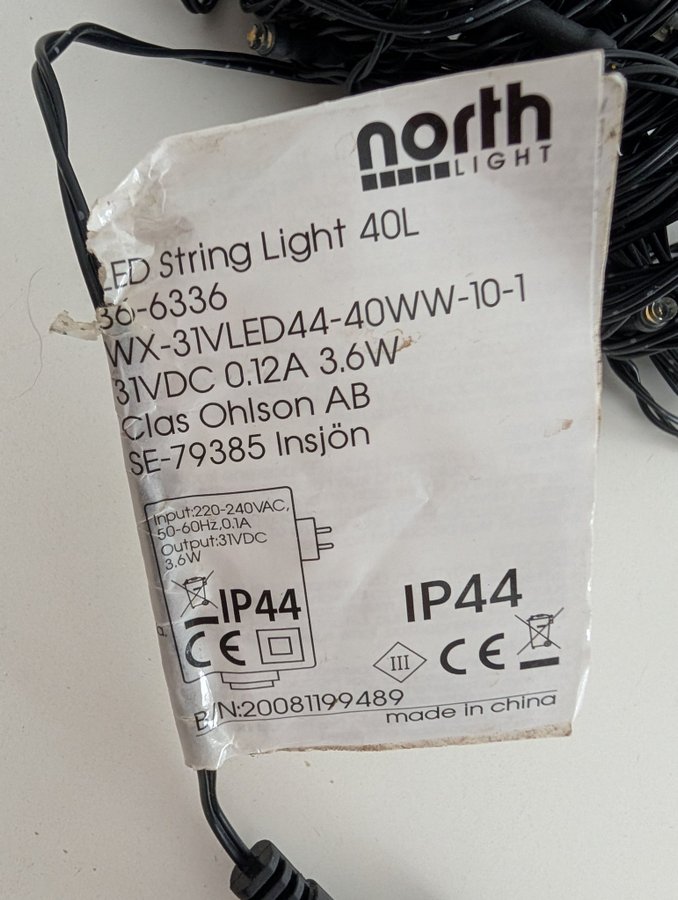 north
LIGHT
LED String Light 40L
36-6336
WX-31VLED44-40WW-10-1
31VDC 0.12A 3.6W
Clas Ohlson AB
SE-79385 Insjön
Input:220-240VAC,
50-60Hz,0.1A
Output:31VDC
3.6W
IP44
CE
IP44
III
CE
B/N:20081199489
made in china